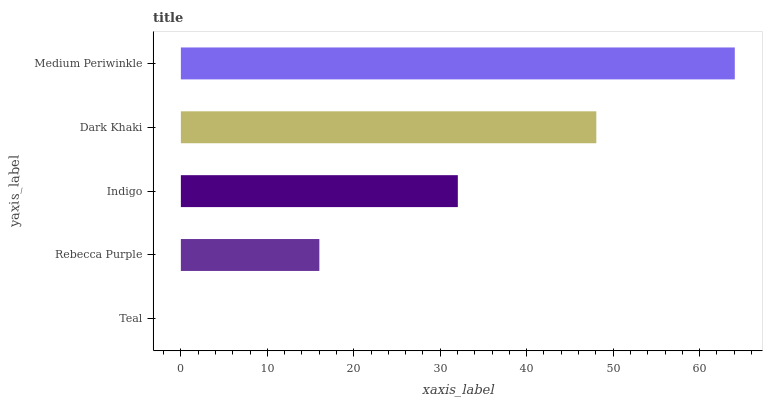 title
Medium Periwinkle
Dark Khaki
Indigo
Rebecca Purple
Teal
yaxis_label
0 10 20 30 40 50 60
xaxis_label